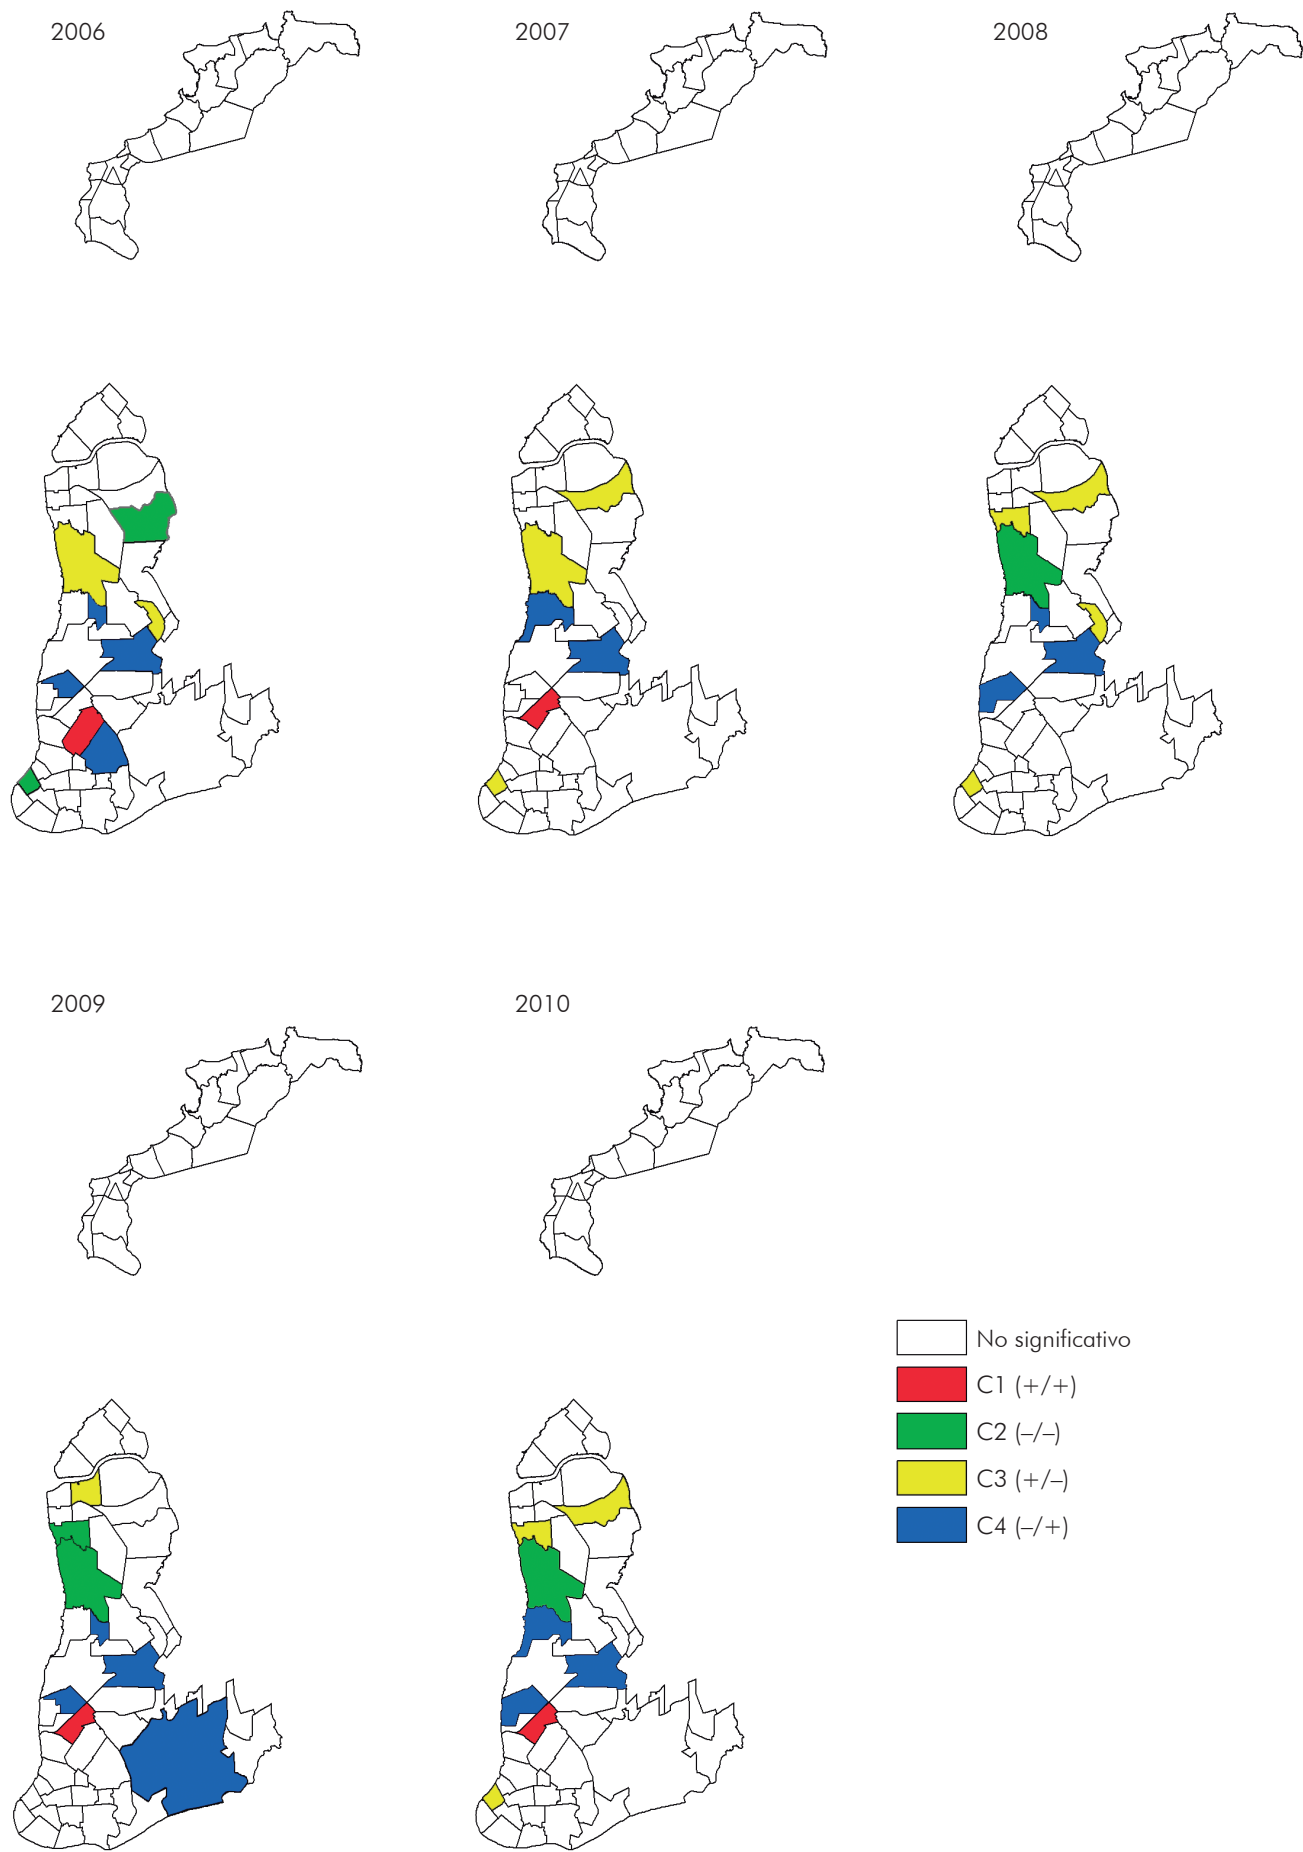 2006
2007
2008
2009
2010
No significativo
C1 (+/+)
C2 (–/–)
C3 (+/–)
C4 (–/+)